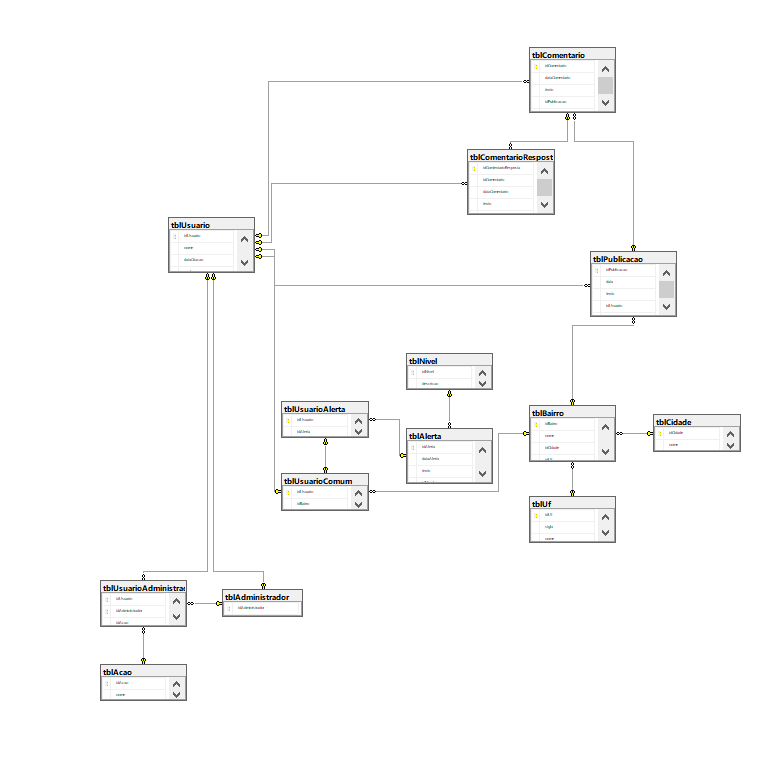 tblComentario
idComentario
dataComentario
texto
idPublicacao
tblComentarioRespost
idComentarioResposta
idComentario
dataComentario
texto
tblUsuario
idUsuario
nome
tblPublicacao
idPublicacao
data
texto
idUsuario
tblNivel
idNivel
descricao
tblUsuarioAlerta
idUsuario
idAlerta
tblAlerta
idAlerta
dataAlerta
texto
tblBairro
idBairro
nome
idCidade
tblCidade
idCidade
nome
tblUsuarioComum
idUsuario
idBairro
tblUf
idUf
sigla
nome
tblUsuarioAdministrad
idUsuario
idAdministrador
idAcao
tblAdministrador
idAdministrador
tblAcao
idAcao
nome